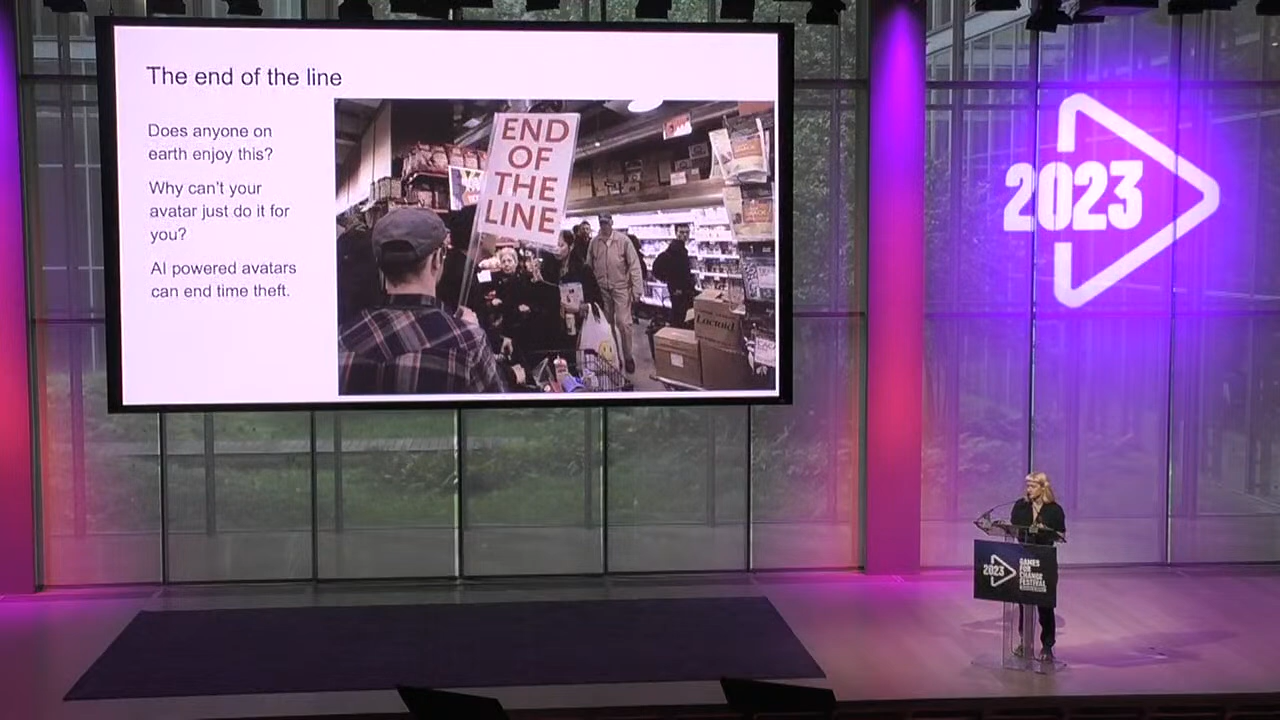 The end of the line
Does anyone on
earth enjoy this?
Why can't your
avatar just do it for
you?
AI powered avatars
can end time theft.
END
OF
THE
LINE
Lactaid
2023
2023
GAMES
FOR
CHANGE
FESTIVAL